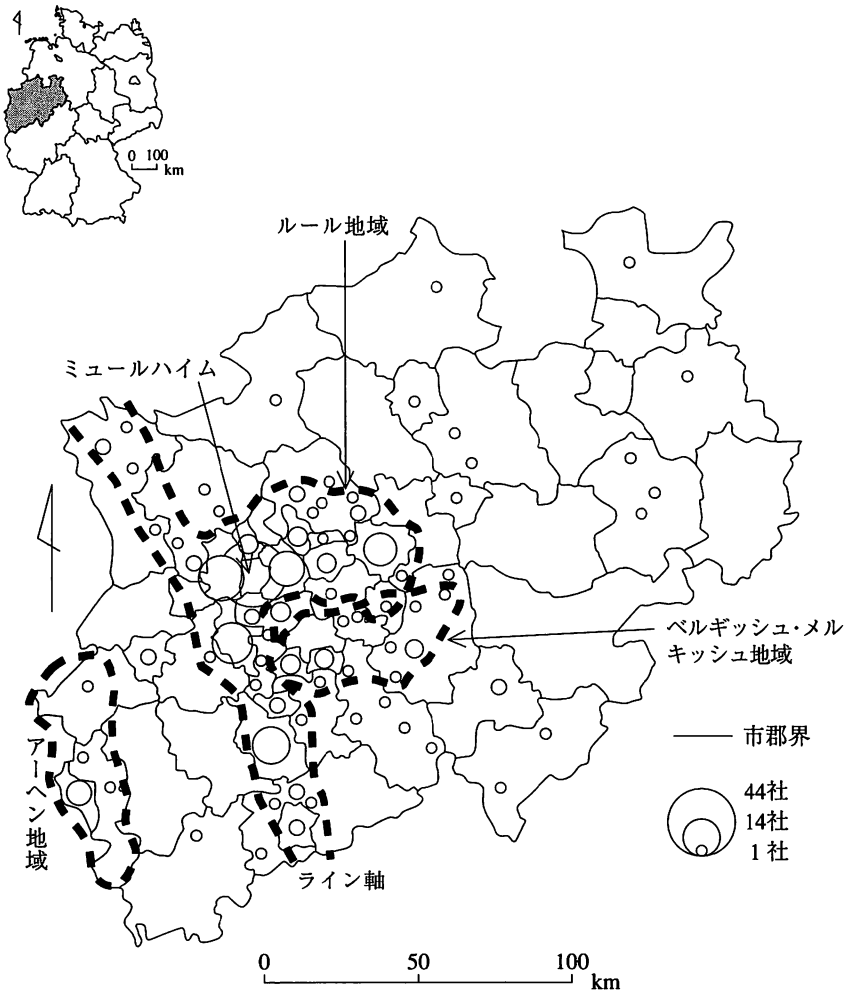 0 100
km
ルール地域
ミュールハイム
ベルギッシュ・メル
キッシュ地域
市郡界
アーヘン地域
44社
14社
1社
ライン軸
0 50 100
km